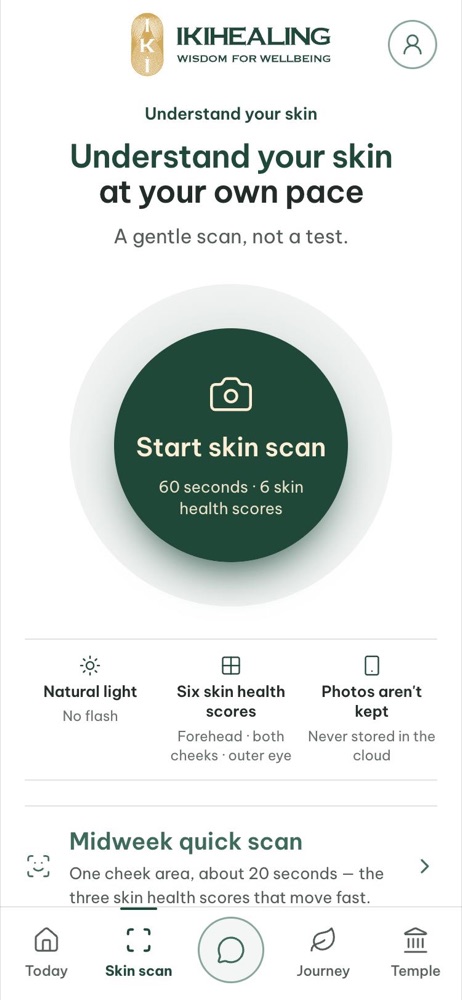 IKI
IKIHEALING
WISDOM FOR WELLBEING
Understand your skin
Understand your skin
at your own pace
A gentle scan, not a test.
Start skin scan
60 seconds · 6 skin
health scores
Natural light
No flash
Six skin health
scores
Forehead · both
cheeks · outer eye
Photos aren't
kept
Never stored in the
cloud
Midweek quick scan
One cheek area, about 20 seconds — the
three skin health scores that move fast.
Today
Skin scan
Journey
Temple